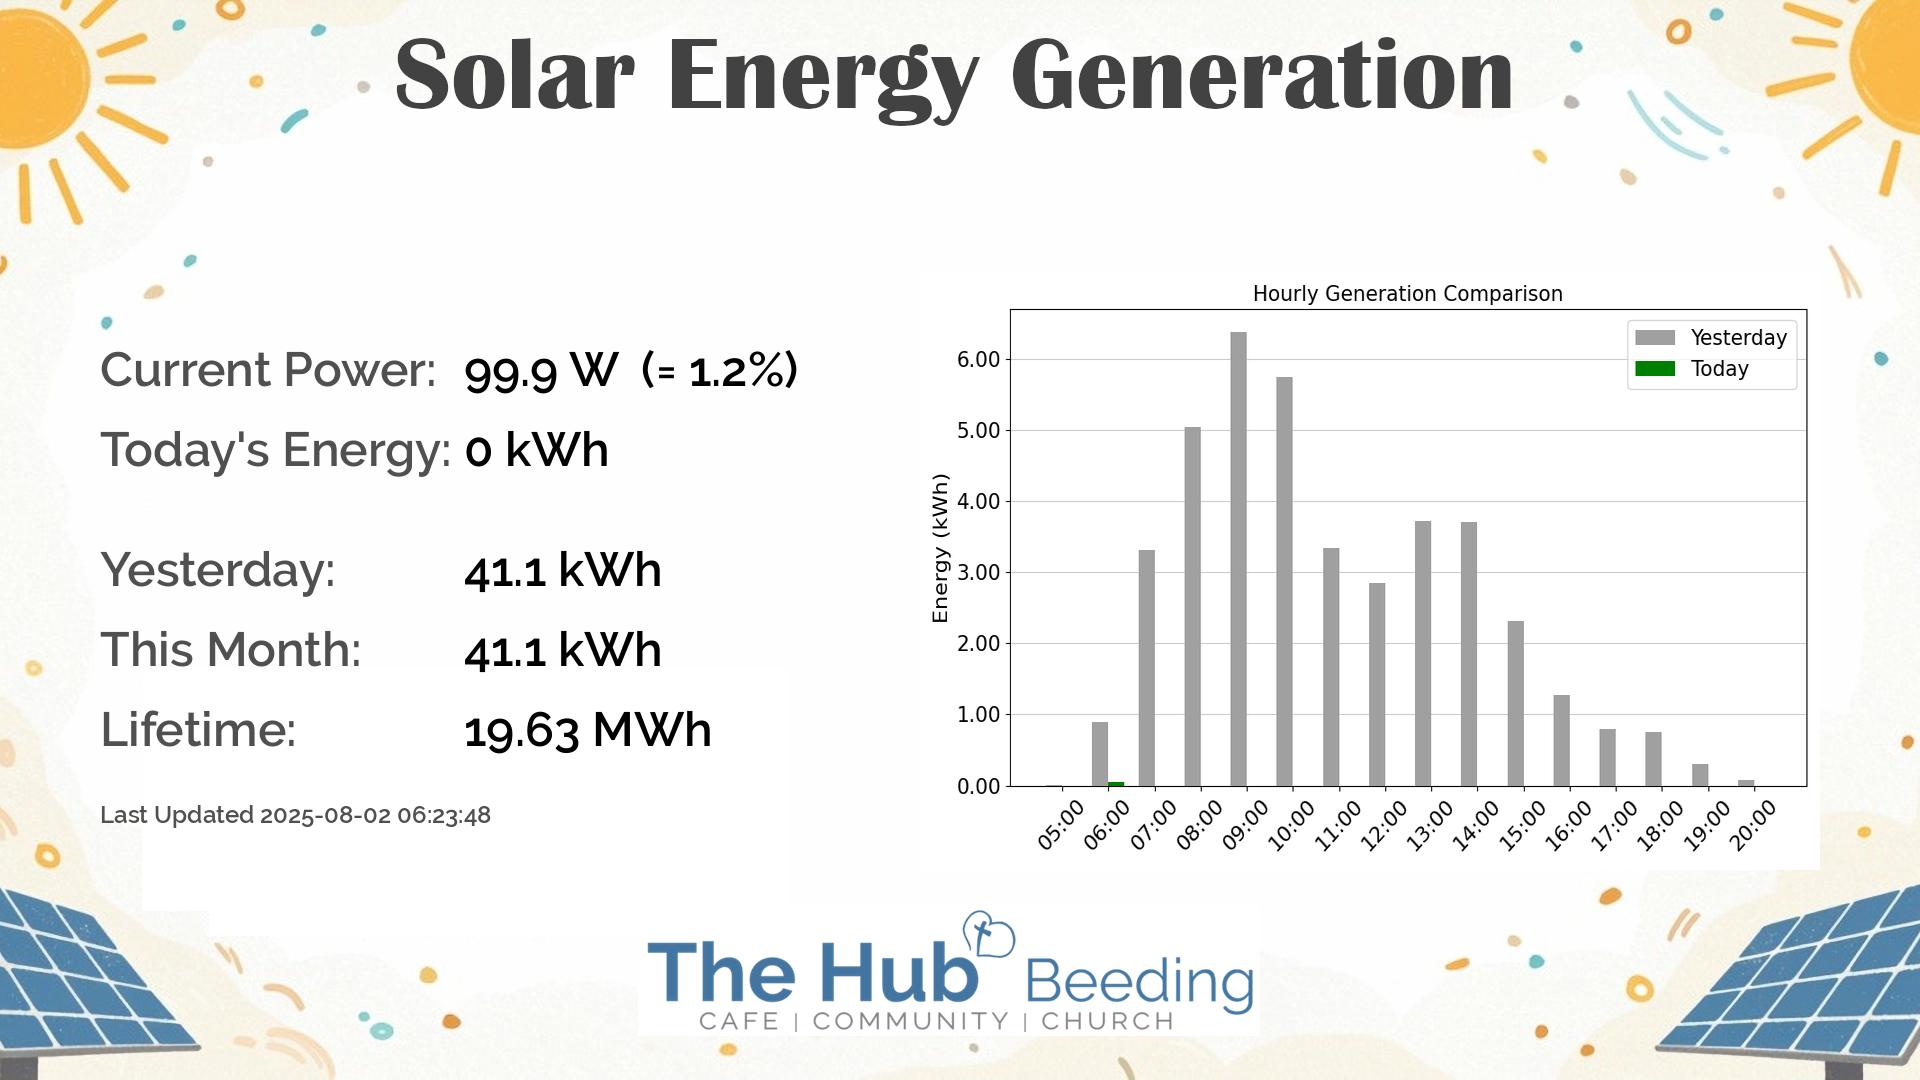 Solar Energy Generation
Current Power: 99.9 W (= 1.2%)
Today's Energy: 0 kWh
Yesterday: 41.1 kWh
This Month: 41.1 kWh
Lifetime: 19.63 MWh
Last Updated 2025-08-02 06:23:48
Hourly Generation Comparison
Yesterday
Today
Energy (kWh)
6.00
5.00
4.00
3.00
2.00
1.00
0.00
05:00 06:00 07:00 08:00 09:00 10:00 11:00 12:00 13:00 14:00 15:00 16:00 17:00 18:00 19:00 20:00
The Hub Beeding
CAFE | COMMUNITY | CHURCH